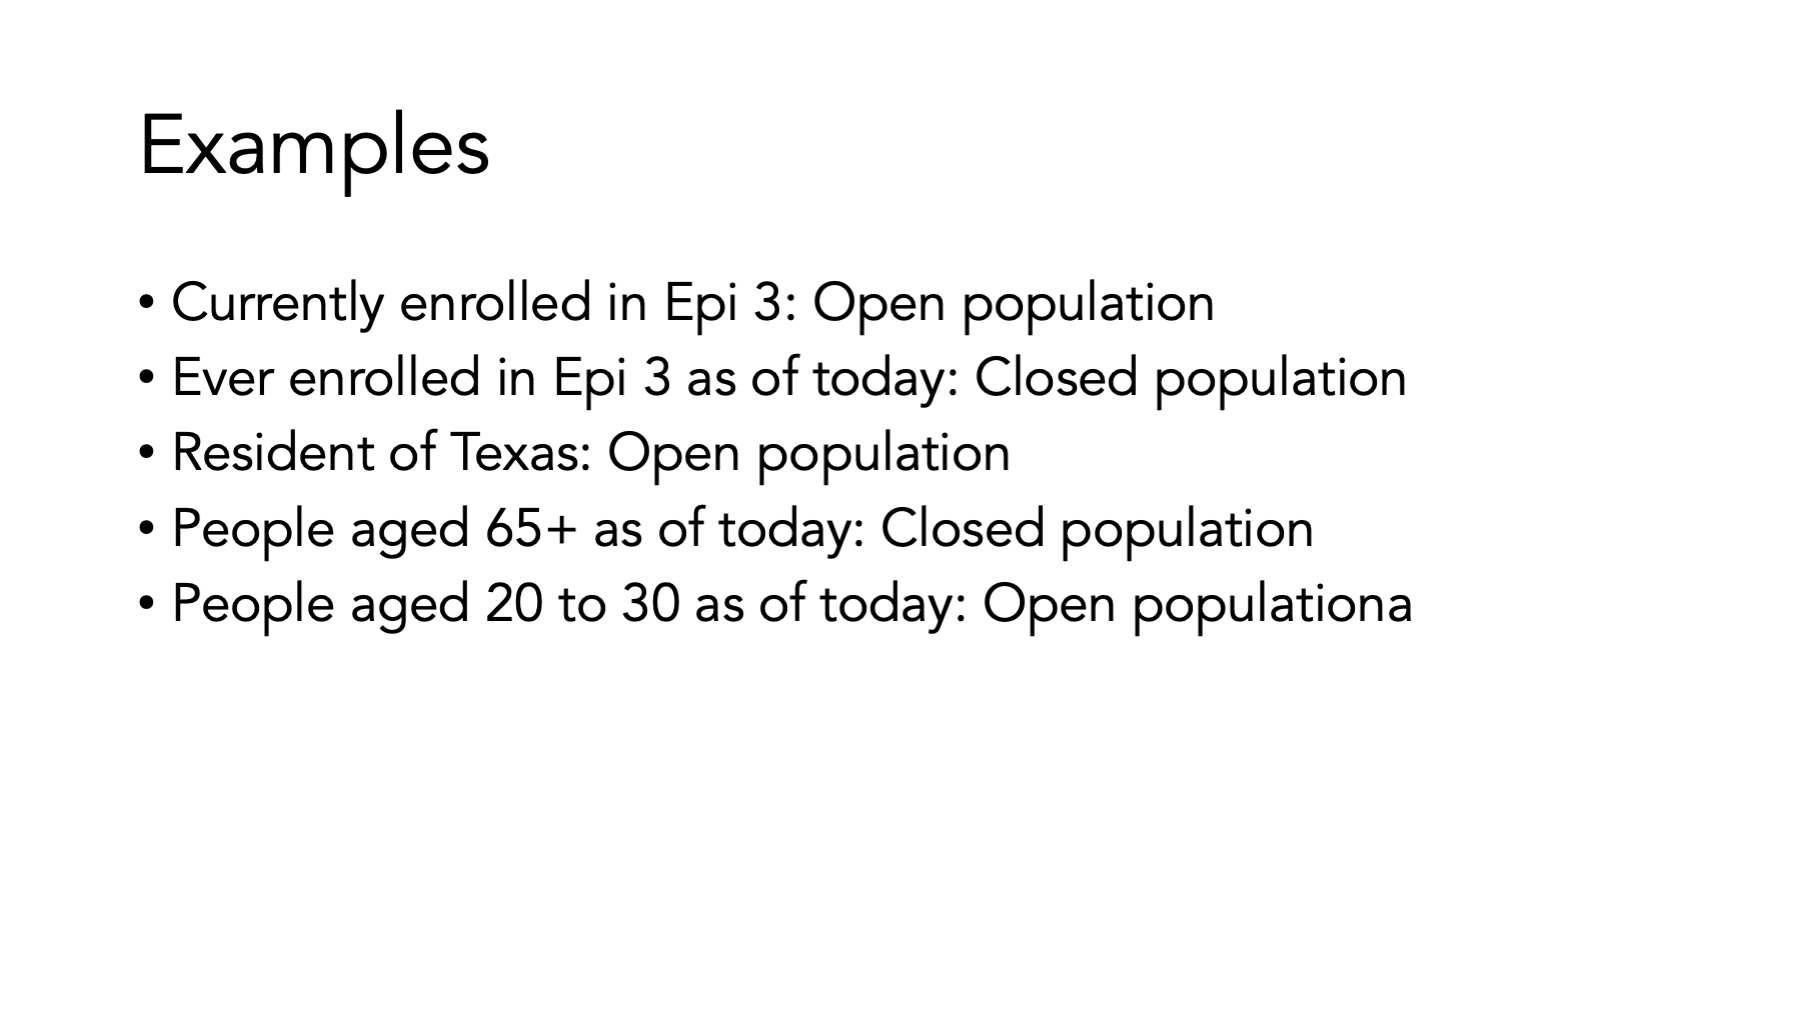 Examples
• Currently enrolled in Epi 3: Open population
• Ever enrolled in Epi 3 as of today: Closed population
• Resident of Texas: Open population
• People aged 65+ as of today: Closed population
• People aged 20 to 30 as of today: Open populationa